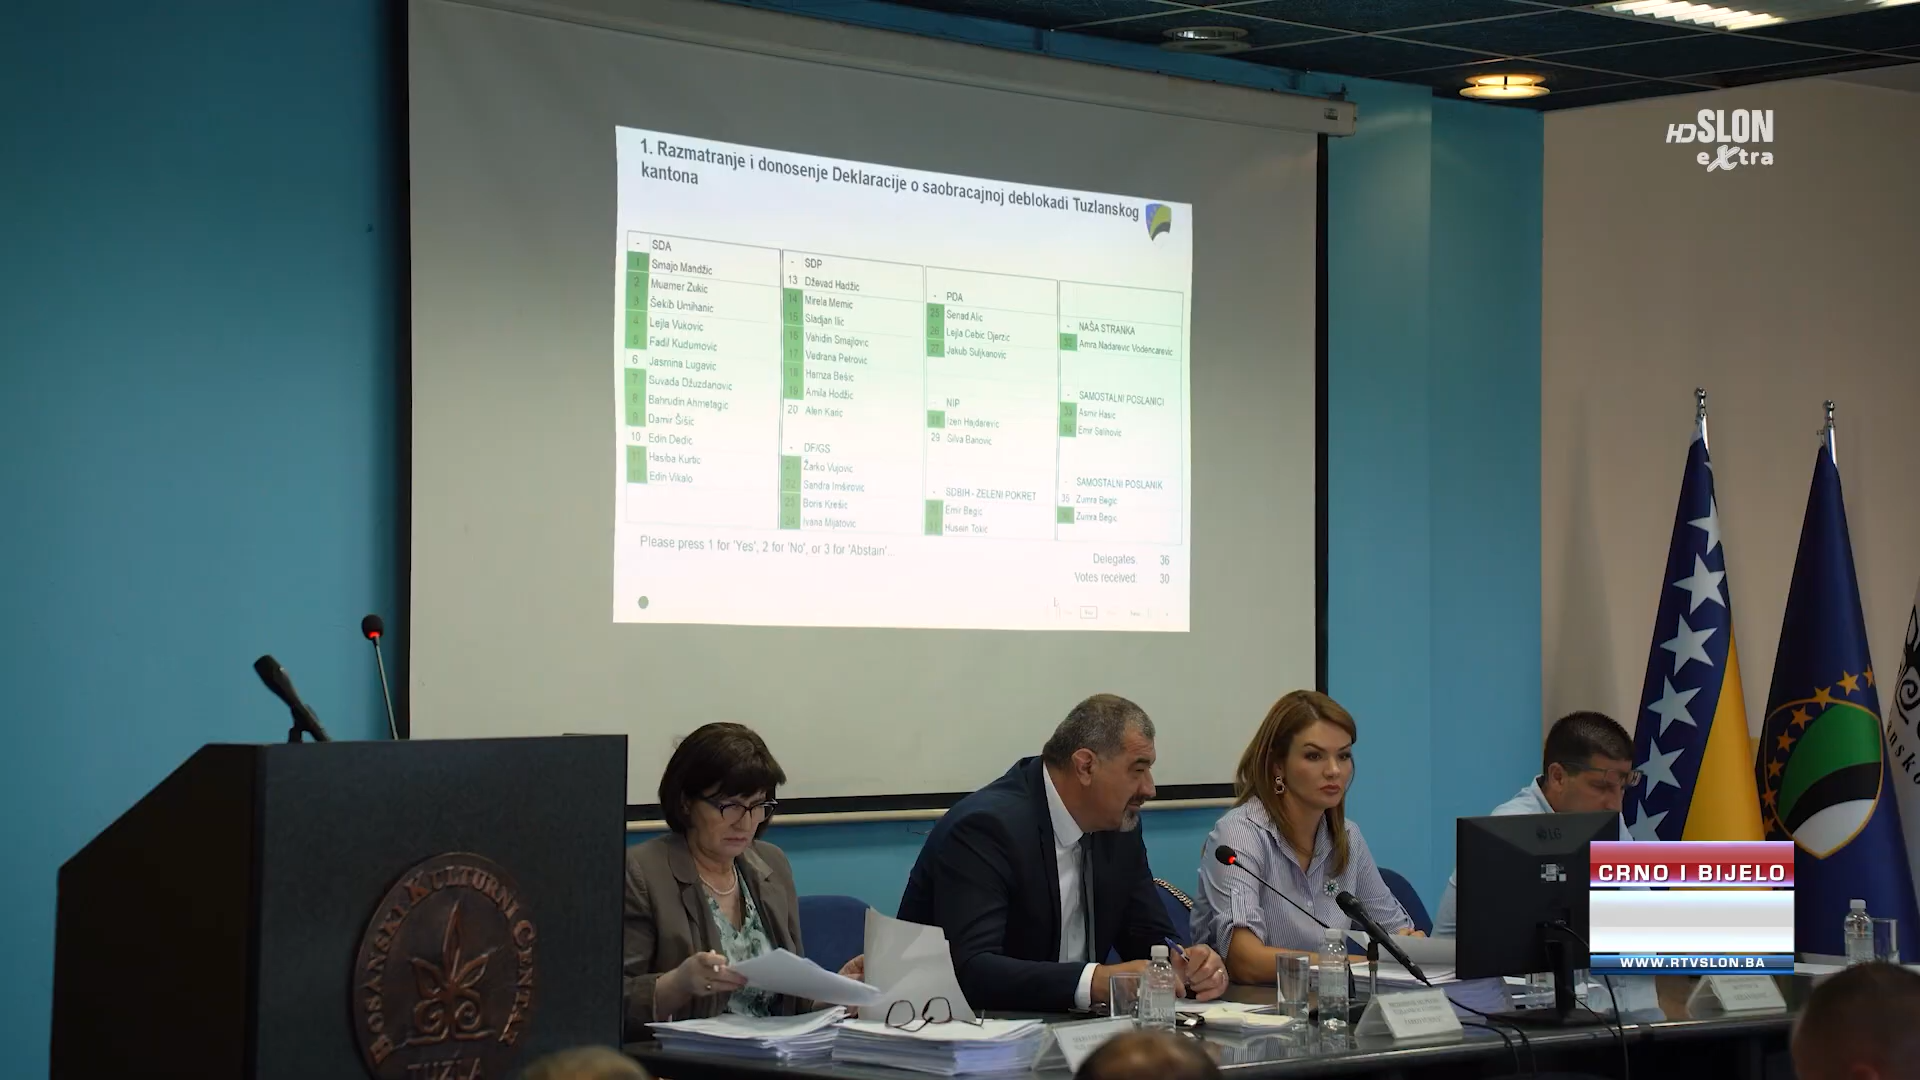 HD SLON
eXtra
1. Razmatranje i donosenje Deklaracije o saobracajnoj deblokadi Tuzlanskog
kantona
- SDA
1 Smajo Mandžic
2 Muamer Zukic
3 Šekib Umihanic
4 Lejla Vukovic
5 Fadil Kudumovic
6 Jasmina Lugavic
7 Suvada Džuzdanovic
8 Bahrudin Ahmetagic
9 Damir Šišic
10 Edin Dedic
11 Hasiba Kurtic
12 Edin Vikalo
- SDP
13 Dževad Hadžic
14 Mirela Memic
15 Sladjan Ilic
16 Vahidin Smajlovic
17 Vedrana Petrovic
18 Hamza Bešic
19 Amila Hodžic
20 Alen Karic
- DF/GS
21 Žarko Vujovic
22 Sandra Imširovic
23 Boris Krešic
24 Ivana Mijatovic
- PDA
25 Senad Alic
26 Lejla Cebic Djerzic
27 Jakub Suljkanovic
- NIP
28 Izen Hajdarevic
29 Silva Banovic
- SDBIH - ZELENI POKRET
30 Emir Begic
31 Husein Tokic
- NAŠA STRANKA
32 Amra Nadarevic Vodencarevic
- SAMOSTALNI POSLANICI
33 Asmir Hasic
34 Emir Salihovic
- SAMOSTALNI POSLANIK
35 Zumra Begic
36 Zumra Begic
Please press 1 for 'Yes', 2 for 'No', or 3 for 'Abstain'..
Delegates: 36
Votes received: 30
LG
CRNO I BIJELO
WWW.RTVSLON.BA
BOSANSKI KULTURNI CENTAR
TUZLA